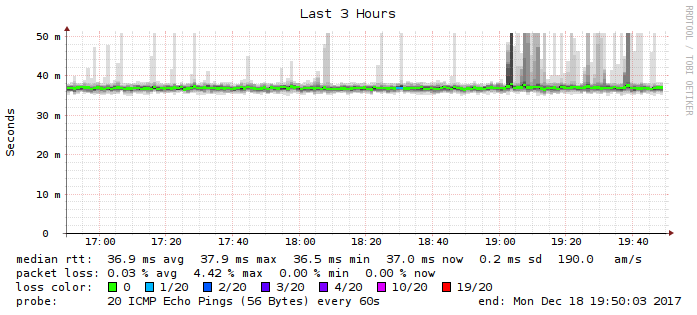 Last 3 Hours
RRDTOOL / TOBI OETIKER
Seconds
50 m
40 m
30 m
20 m
10 m
0
17:00 17:20 17:40 18:00 18:20 18:40 19:00 19:20 19:40
median rtt: 36.9 ms avg 37.9 ms max 36.5 ms min 37.0 ms now 0.2 ms sd 190.0 am/s
packet loss: 0.03 % avg 4.42 % max 0.00 % min 0.00 % now
loss color: 0 1/20 2/20 3/20 4/20 10/20 19/20
probe: 20 ICMP Echo Pings (56 Bytes) every 60s end: Mon Dec 18 19:50:03 2017